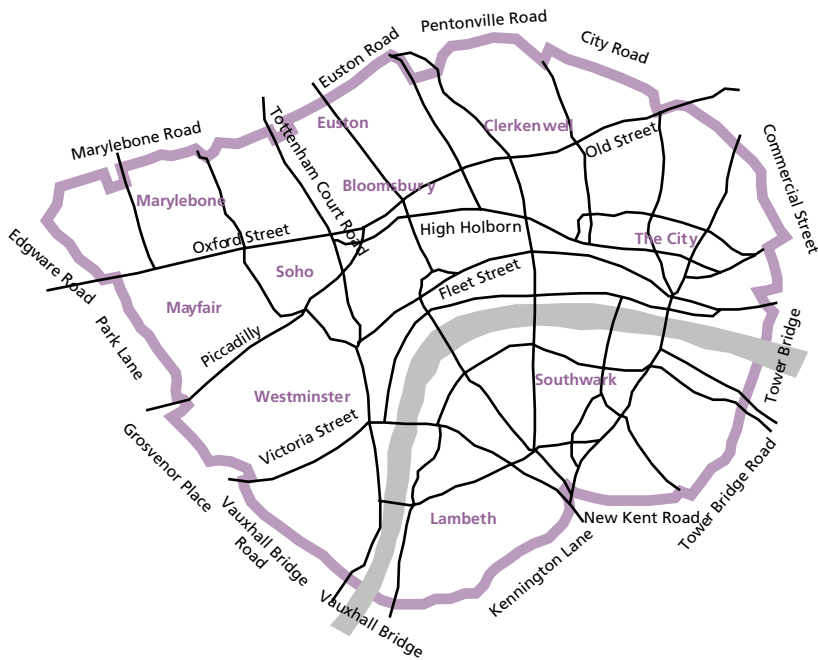 Pentonville Road
City Road
Euston Road
Marylebone Road
Tottenham Court Road
Euston
Clerkenwell
Old Street
Commercial Street
Bloomsbury
Marylebone
Oxford Street
High Holborn
The City
Edgware Road
Soho
Fleet Street
Mayfair
Park Lane
Piccadilly
Tower Bridge
Southwark
Westminster
Victoria Street
Grosvenor Place
Tower Bridge Road
Vauxhall Bridge
Road
Lambeth
New Kent Road
Kennington Lane
Vauxhall Bridge